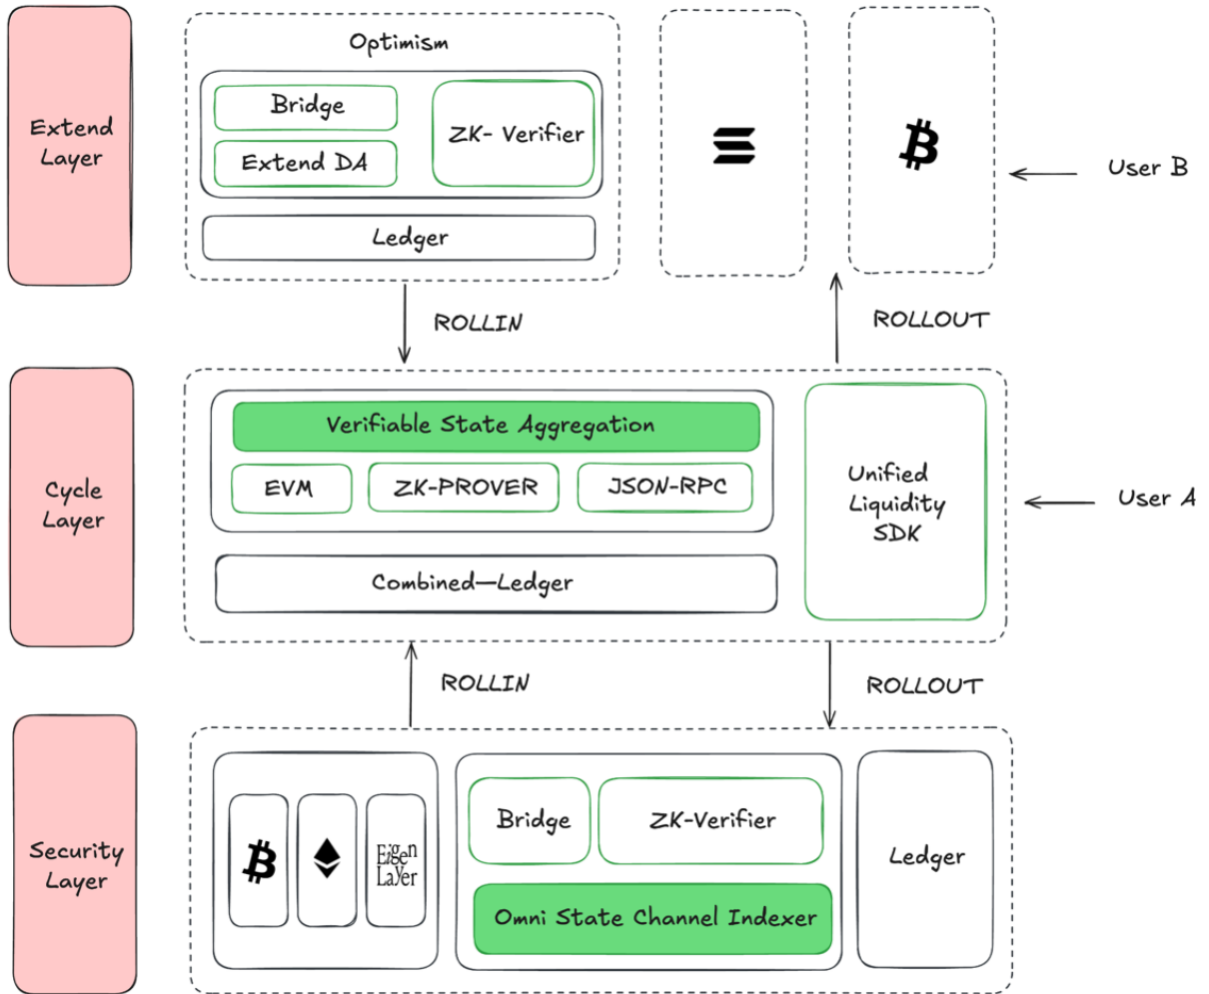 Extend
Layer
Optimism
Bridge
Extend DA
ZK- Verifier
Ledger
User B
ROLLIN
ROLLOUT
Cycle
Layer
Verifiable State Aggregation
EVM
ZK-PROVER
JSON-RPC
Combined—Ledger
Unified
Liquidity
SDK
User A
ROLLIN
ROLLOUT
Security
Layer
Eigen
Layer
Bridge
ZK-Verifier
Omni State Channel Indexer
Ledger